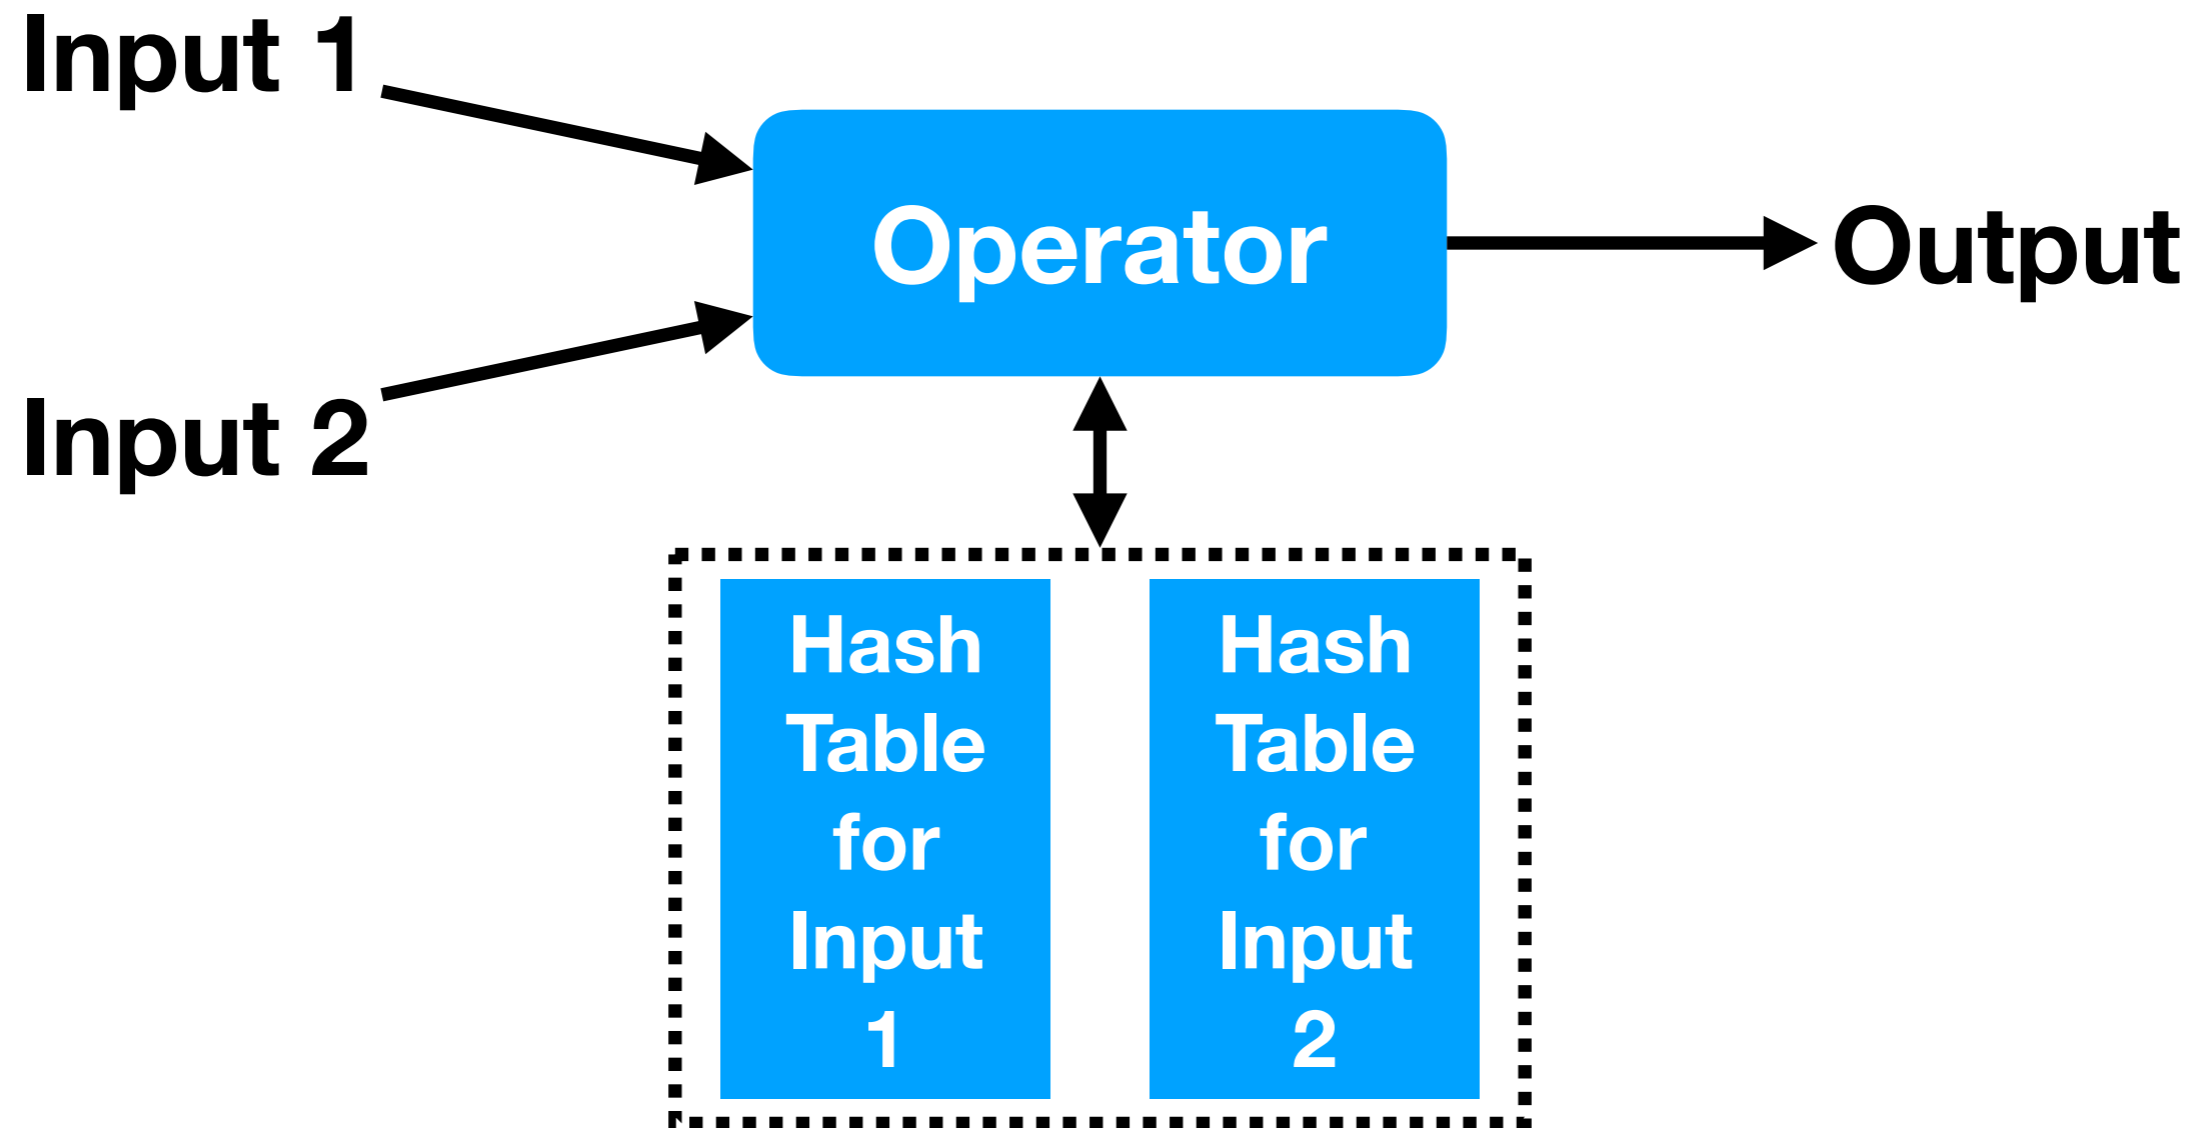 Input 1
Operator
Output
Input 2
Hash
Table
for
Input
1
Hash
Table
for
Input
2